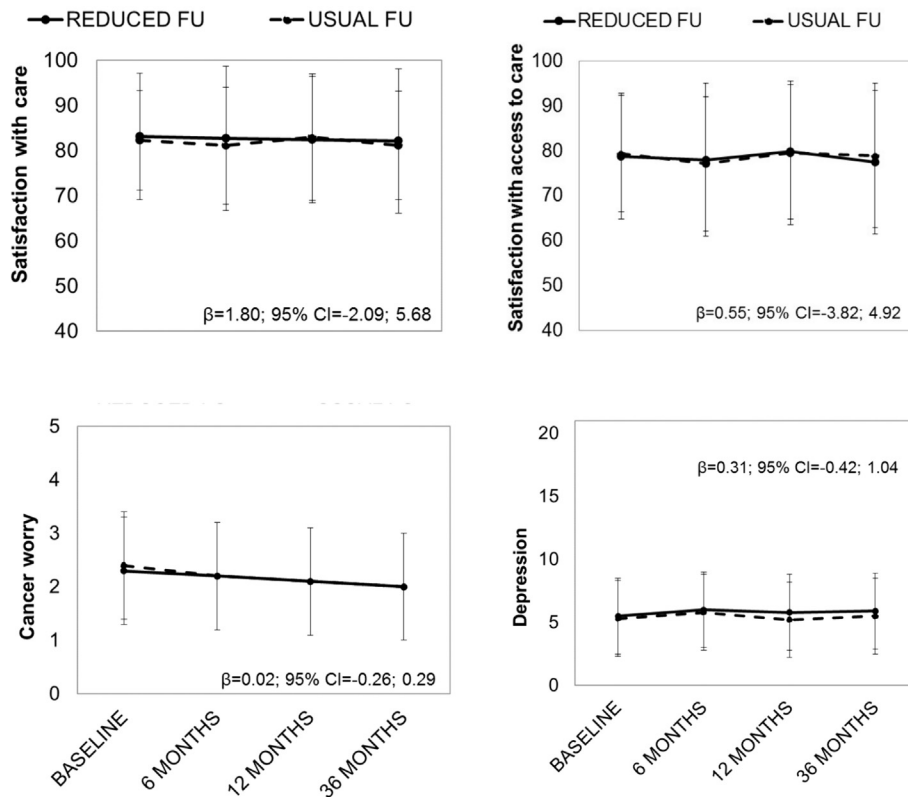 REDUCED FU USUAL FU
Satisfaction with care
100
90
80
70
60
50
40
β=1.80; 95% CI=-2.09; 5.68
REDUCED FU USUAL FU
Satisfaction with access to care
100
90
80
70
60
50
40
β=0.55; 95% CI=-3.82; 4.92
Cancer worry
5
4
3
2
1
0
β=0.02; 95% CI=-0.26; 0.29
BASELINE
6 MONTHS
12 MONTHS
36 MONTHS
Depression
20
15
10
5
0
β=0.31; 95% CI=-0.42; 1.04
BASELINE
6 MONTHS
12 MONTHS
36 MONTHS